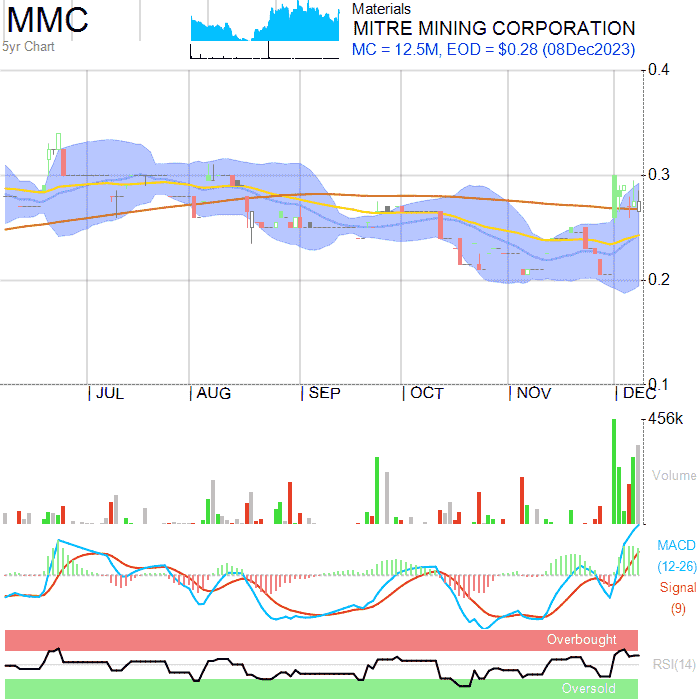 MMC
5yr Chart
Materials
MITRE MINING CORPORATION
MC = 12.5M, EOD = $0.28 (08Dec2023)
0.4
0.3
0.2
0.1
JUL AUG SEP OCT NOV DEC
456k
Volume
MACD
(12-26)
Signal
(9)
Overbought
RSI(14)
Oversold